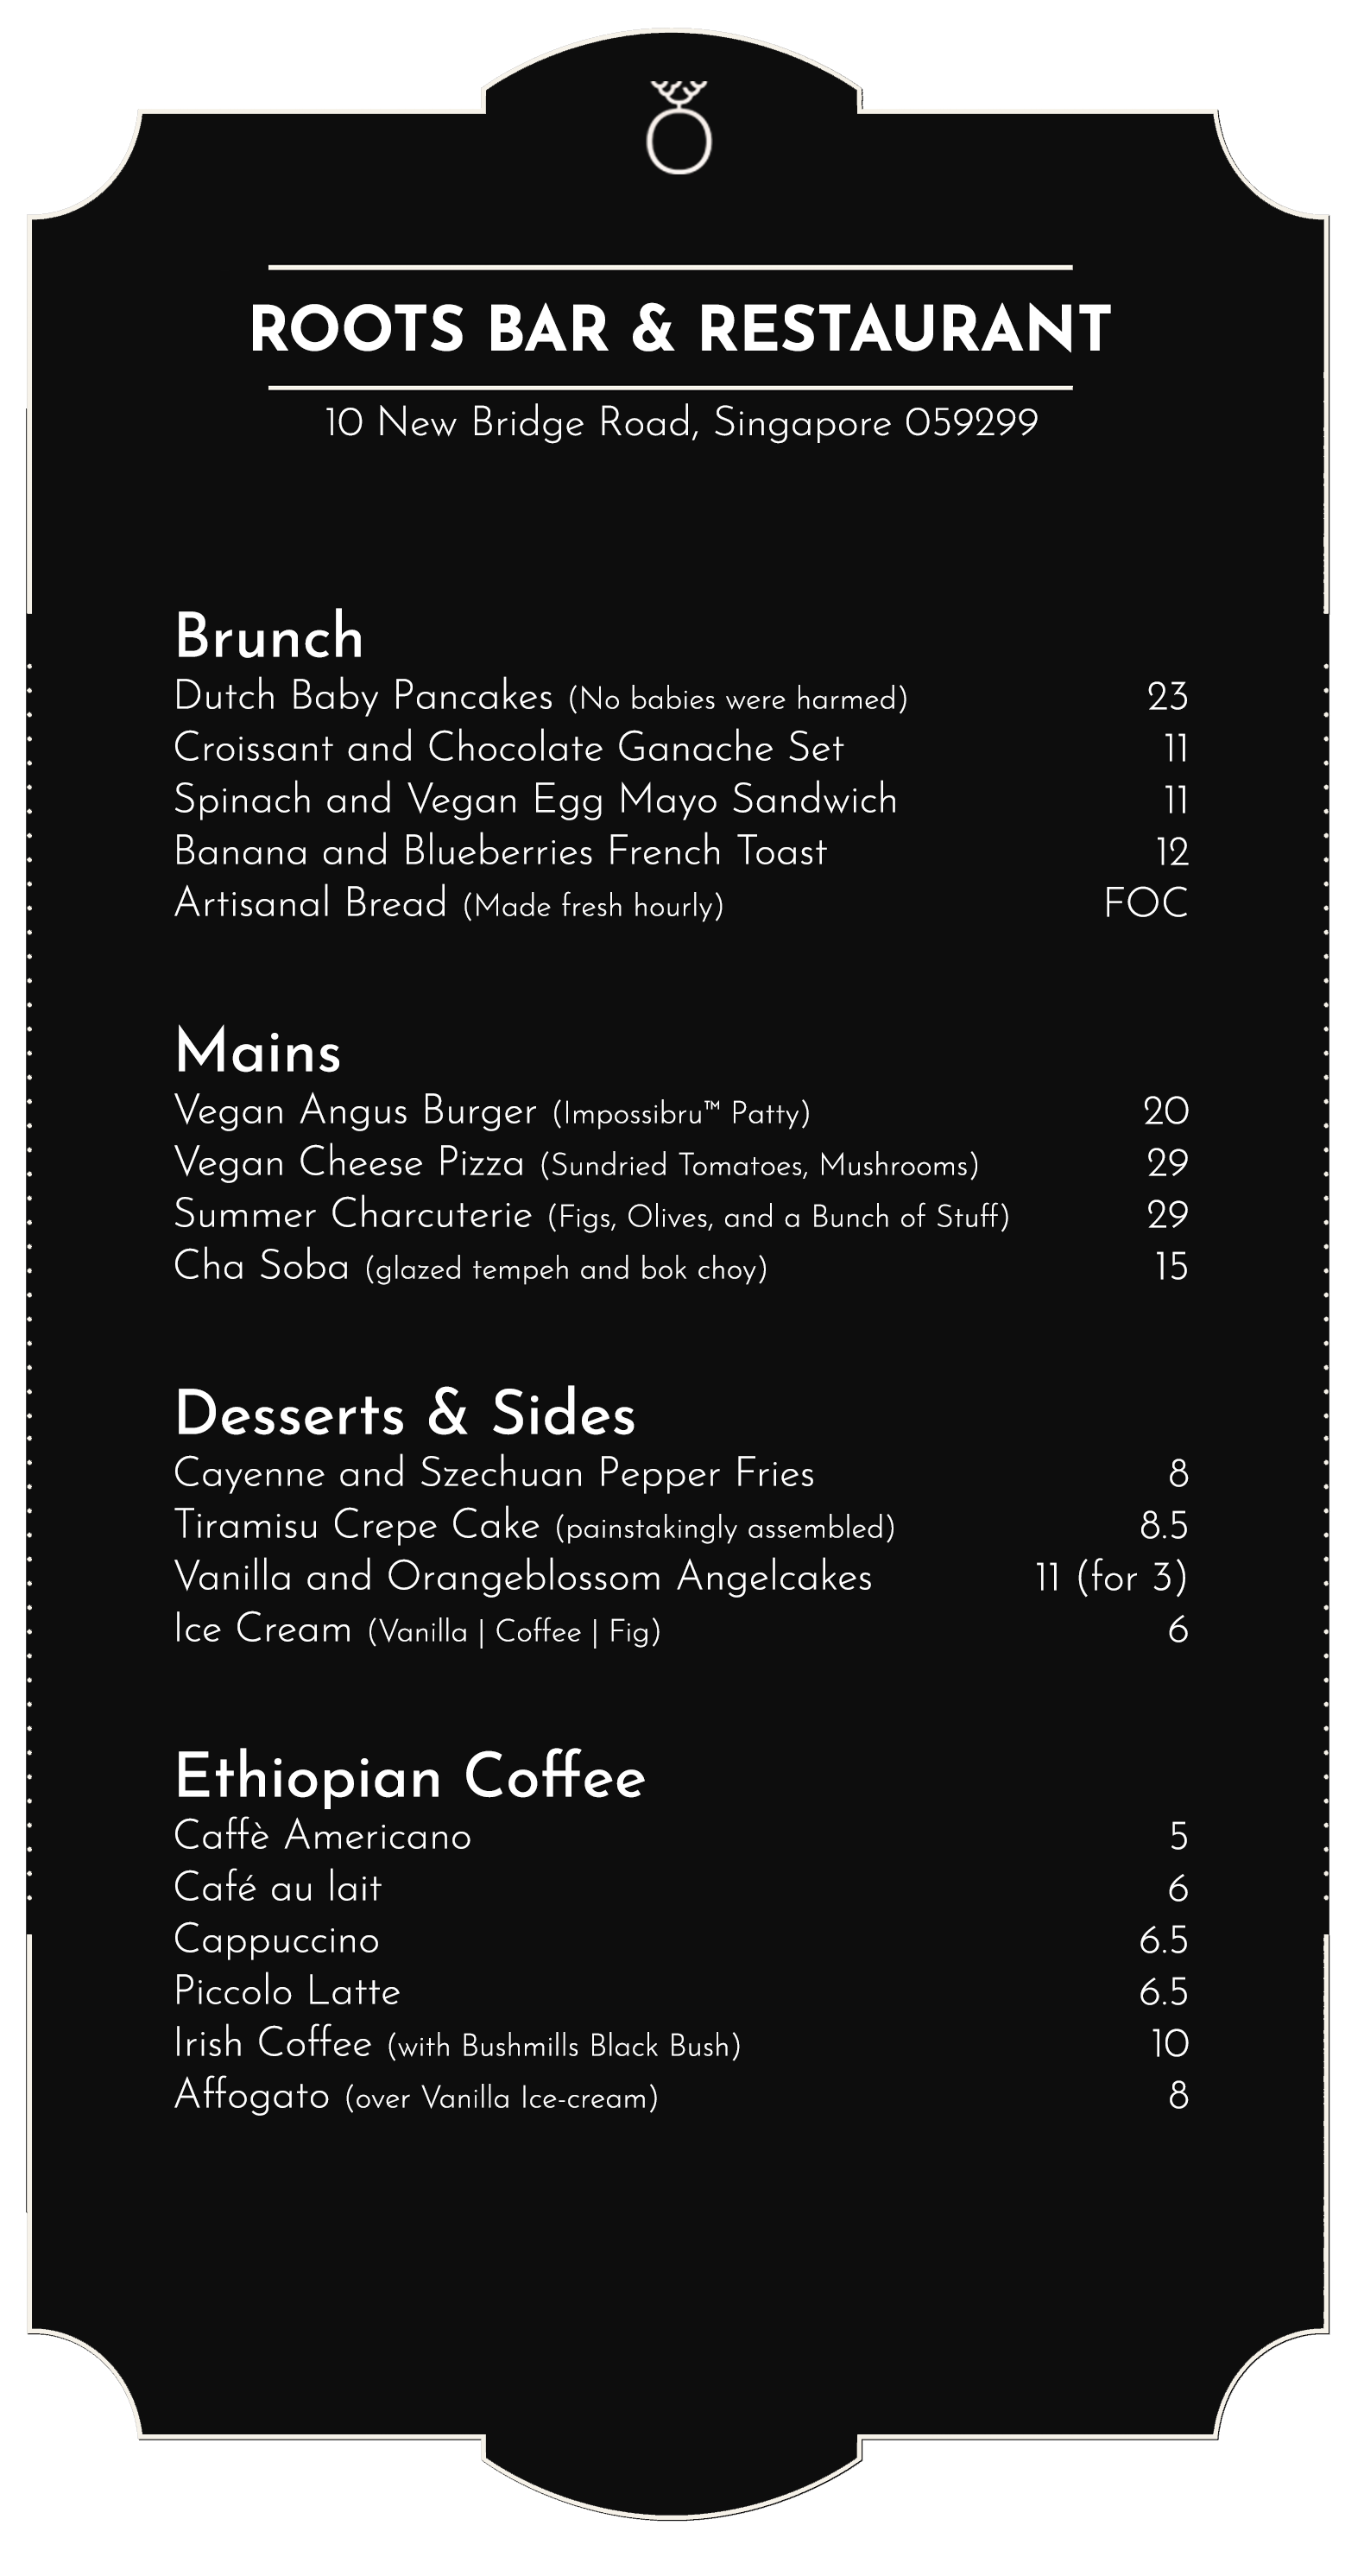 ROOTS BAR & RESTAURANT
10 New Bridge Road, Singapore 059299
Brunch
Dutch Baby Pancakes (No babies were harmed) 23
Croissant and Chocolate Ganache Set 11
Spinach and Vegan Egg Mayo Sandwich 11
Banana and Blueberries French Toast 12
Artisanal Bread (Made fresh hourly) FOC
Mains
Vegan Angus Burger (Impossibru™ Patty) 20
Vegan Cheese Pizza (Sundried Tomatoes, Mushrooms) 29
Summer Charcuterie (Figs, Olives, and a Bunch of Stuff) 29
Cha Soba (glazed tempeh and bok choy) 15
Desserts & Sides
Cayenne and Szechuan Pepper Fries 8
Tiramisu Crepe Cake (painstakingly assembled) 8.5
Vanilla and Orangeblossom Angelcakes 11 (for 3)
Ice Cream (Vanilla | Coffee | Fig) 6
Ethiopian Coffee
Caffè Americano 5
Café au lait 6
Cappuccino 6.5
Piccolo Latte 6.5
Irish Coffee (with Bushmills Black Bush) 10
Affogato (over Vanilla Ice-cream) 8